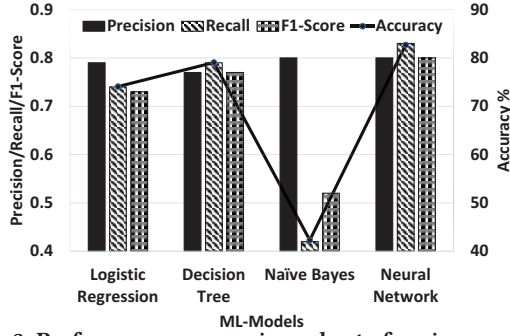 0.9
0.8
0.7
0.6
0.5
0.4
Precision/Recall/F1-Score
Precision Recall F1-Score Accuracy
90
80
70
60
50
40
Accuracy %
Logistic Regression
Decision Tree
Naïve Bayes
Neural Network
ML-Models